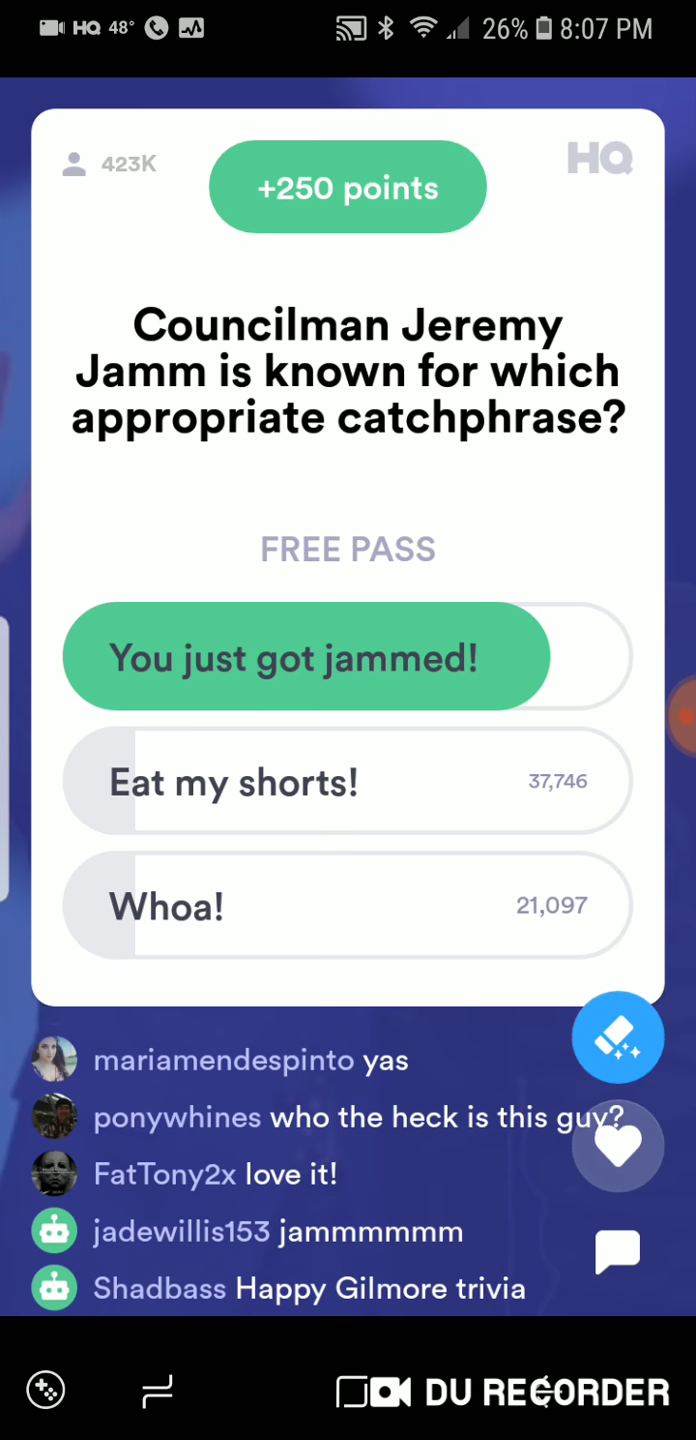 HQ 48° 26% 8:07 PM
423K
+250 points
HQ
Councilman Jeremy
Jamm is known for which
appropriate catchphrase?
FREE PASS
You just got jammed!
Eat my shorts! 37,746
Whoa! 21,097
mariamendespinto yas
ponywhines who the heck is this guy?
FatTony2x love it!
jadewillis153 jammmmmm
Shadbass Happy Gilmore trivia
DU RECORDER